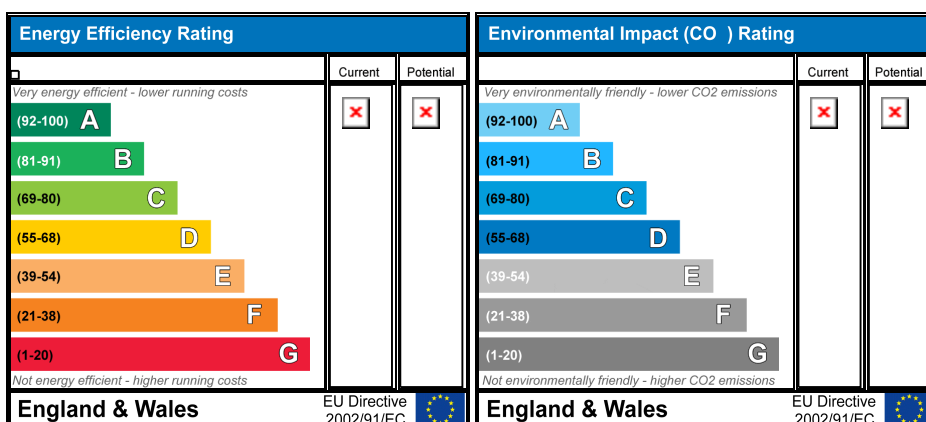 Energy Efficiency Rating
Current Potential
Very energy efficient - lower running costs
(92-100) A
(81-91) B
(69-80) C
(55-68) D
(39-54) E
(21-38) F
(1-20) G
Not energy efficient - higher running costs
England & Wales
EU Directive
2002/91/EC
Environmental Impact (CO ) Rating
Current Potential
Very environmentally friendly - lower CO2 emissions
(92-100) A
(81-91) B
(69-80) C
(55-68) D
(39-54) E
(21-38) F
(1-20) G
Not environmentally friendly - higher CO2 emissions
England & Wales
EU Directive
2002/91/EC